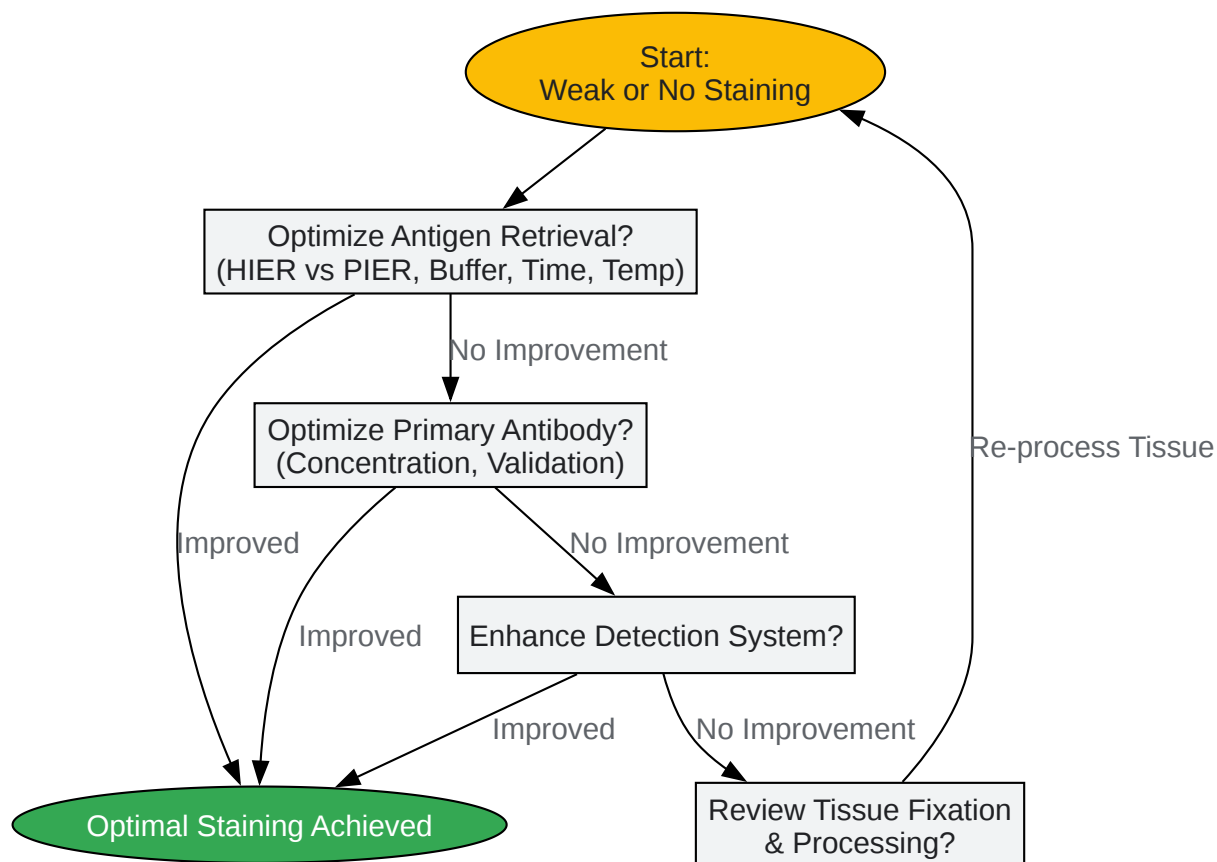 Start:
Weak or No Staining
Optimize Antigen Retrieval?
(HIER vs PIER, Buffer, Time, Temp)
No Improvement
Optimize Primary Antibody?
(Concentration, Validation)
Re-process Tissue
Improved
No Improvement
Improved
Enhance Detection System?
Improved
No Improvement
Optimal Staining Achieved
Review Tissue Fixation
& Processing?